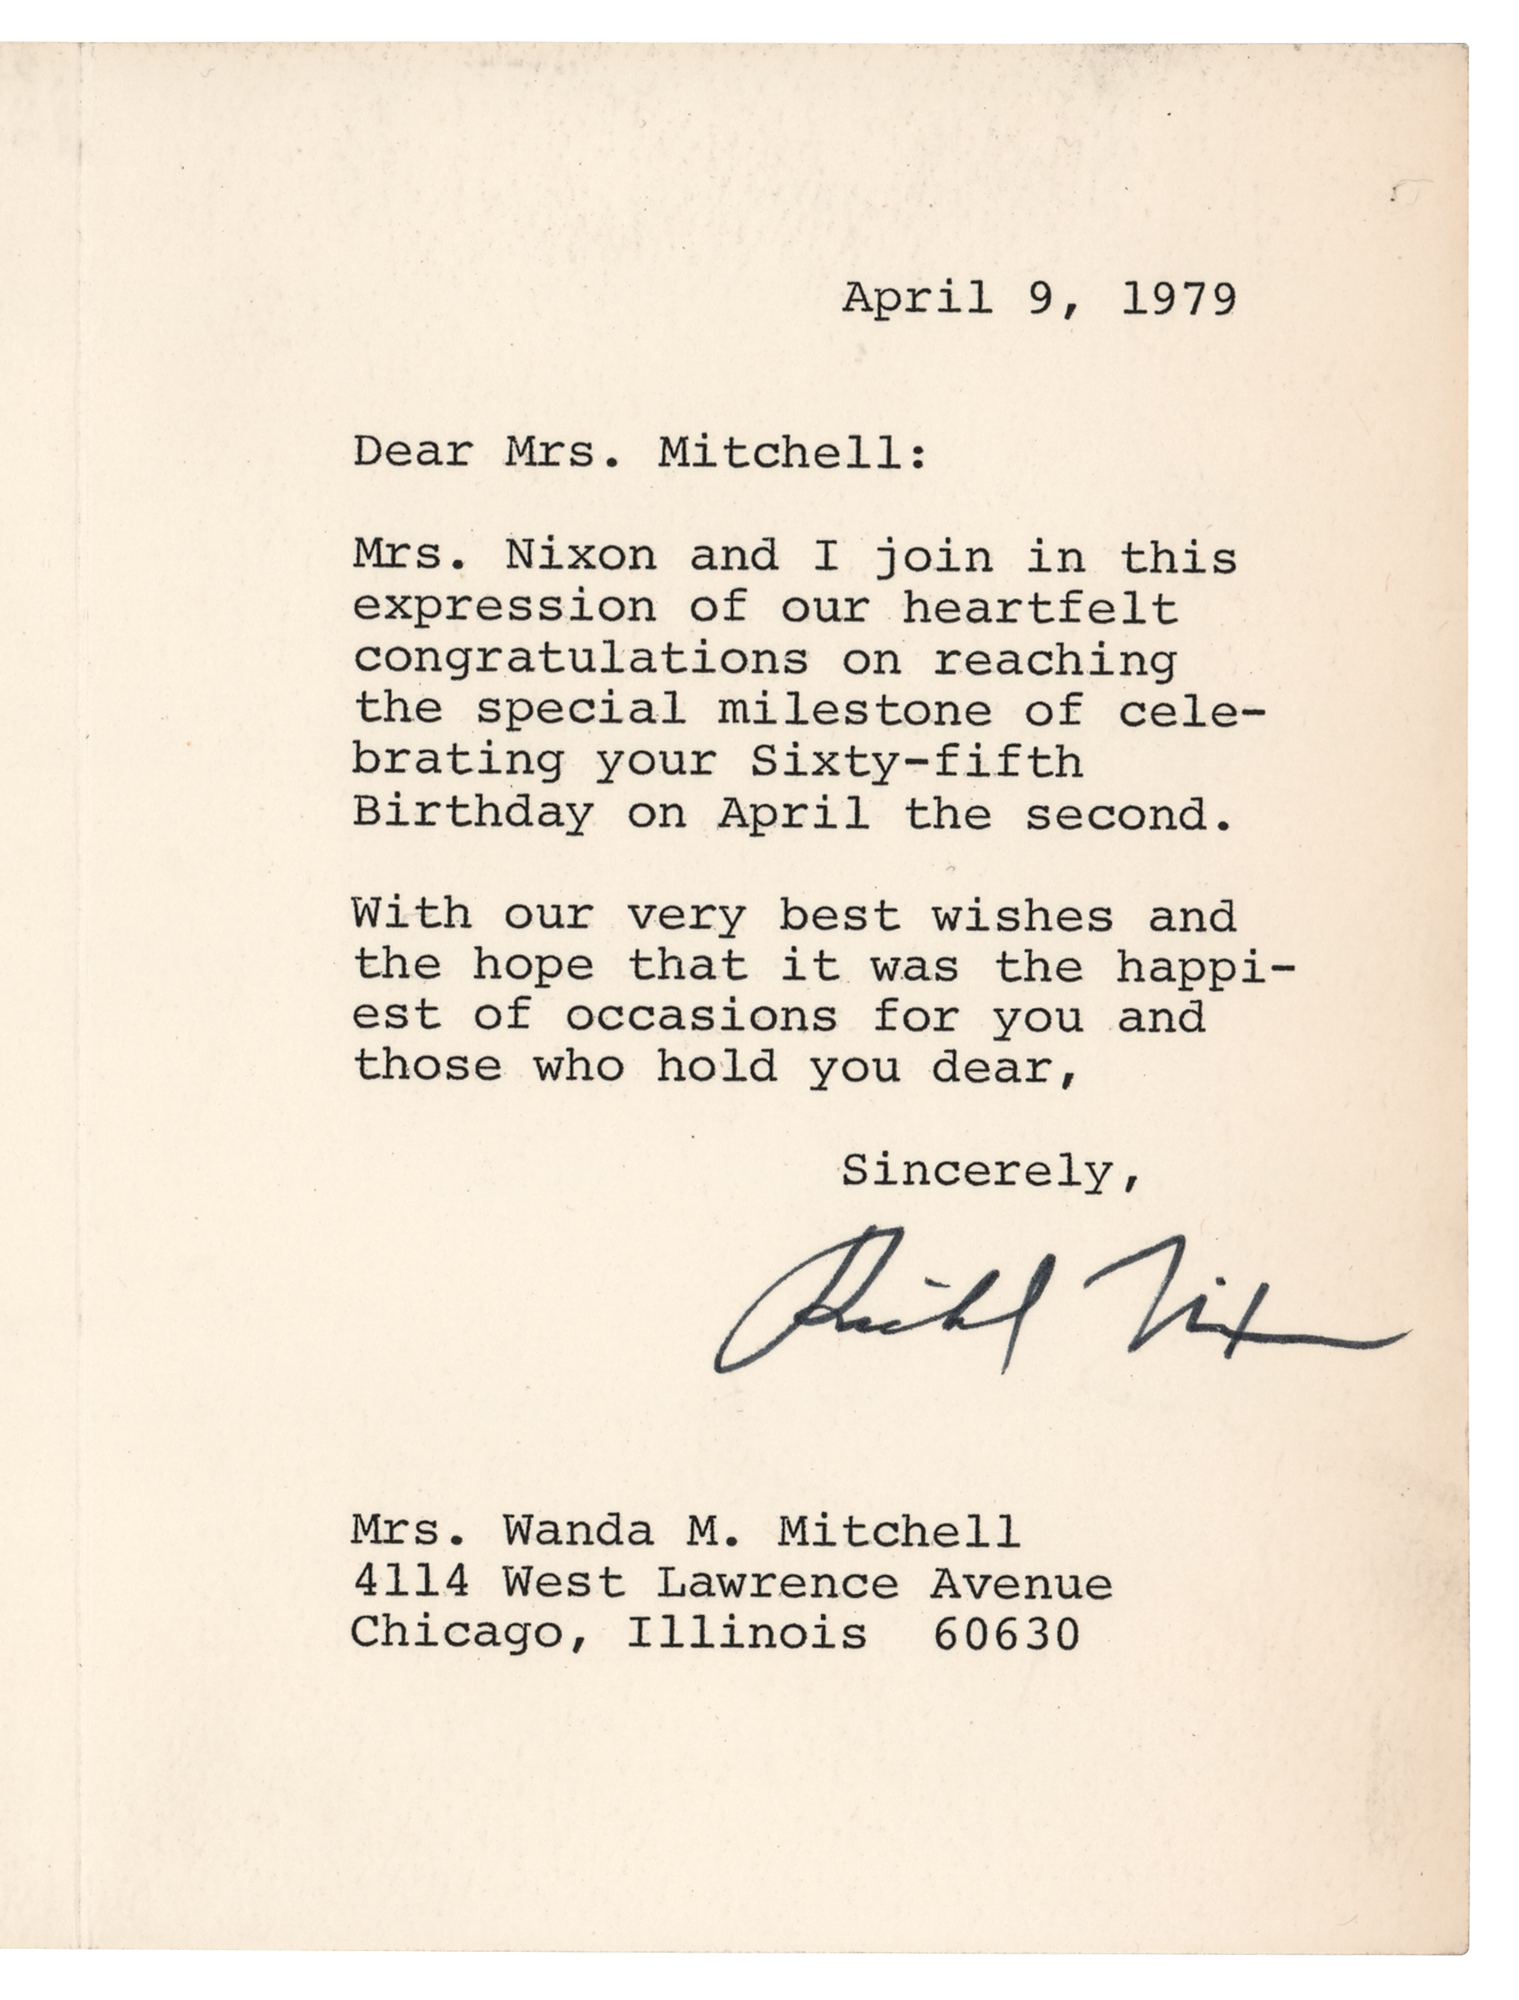 April 9, 1979
Dear Mrs. Mitchell:
Mrs. Nixon and I join in this
expression of our heartfelt
congratulations on reaching
the special milestone of cele-
brating your Sixty-fifth
Birthday on April the second.
With our very best wishes and
the hope that it was the happi-
est of occasions for you and
those who hold you dear,
Sincerely,
Richard Nixon
Mrs. Wanda M. Mitchell
4114 West Lawrence Avenue
Chicago, Illinois  60630